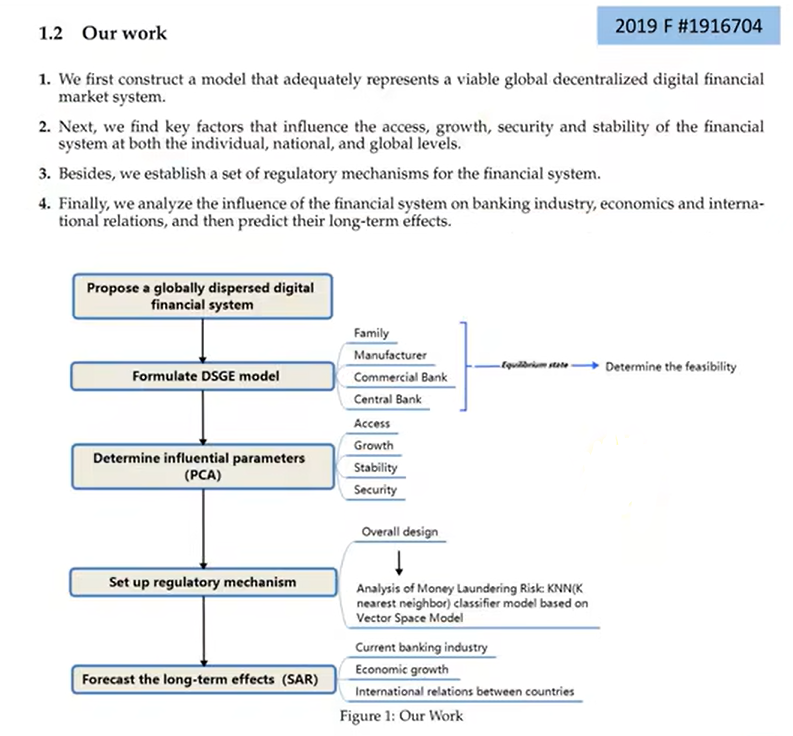 1.2 Our work
2019 F #1916704
1. We first construct a model that adequately represents a viable global decentralized digital financial
market system.
2. Next, we find key factors that influence the access, growth, security and stability of the financial
system at both the individual, national, and global levels.
3. Besides, we establish a set of regulatory mechanisms for the financial system.
4. Finally, we analyze the influence of the financial system on banking industry, economics and interna-
tional relations, and then predict their long-term effects.
Propose a globally dispersed digital
financial system
Formulate DSGE model
Family
Manufacturer
Commercial Bank
Central Bank
Equilibrium state
Determine the feasibility
Determine influential parameters
(PCA)
Access
Growth
Stability
Security
Set up regulatory mechanism
Overall design
Analysis of Money Laundering Risk: KNN(K
nearest neighbor) classifier model based on
Vector Space Model
Forecast the long-term effects (SAR)
Current banking industry
Economic growth
International relations between countries
Figure 1: Our Work